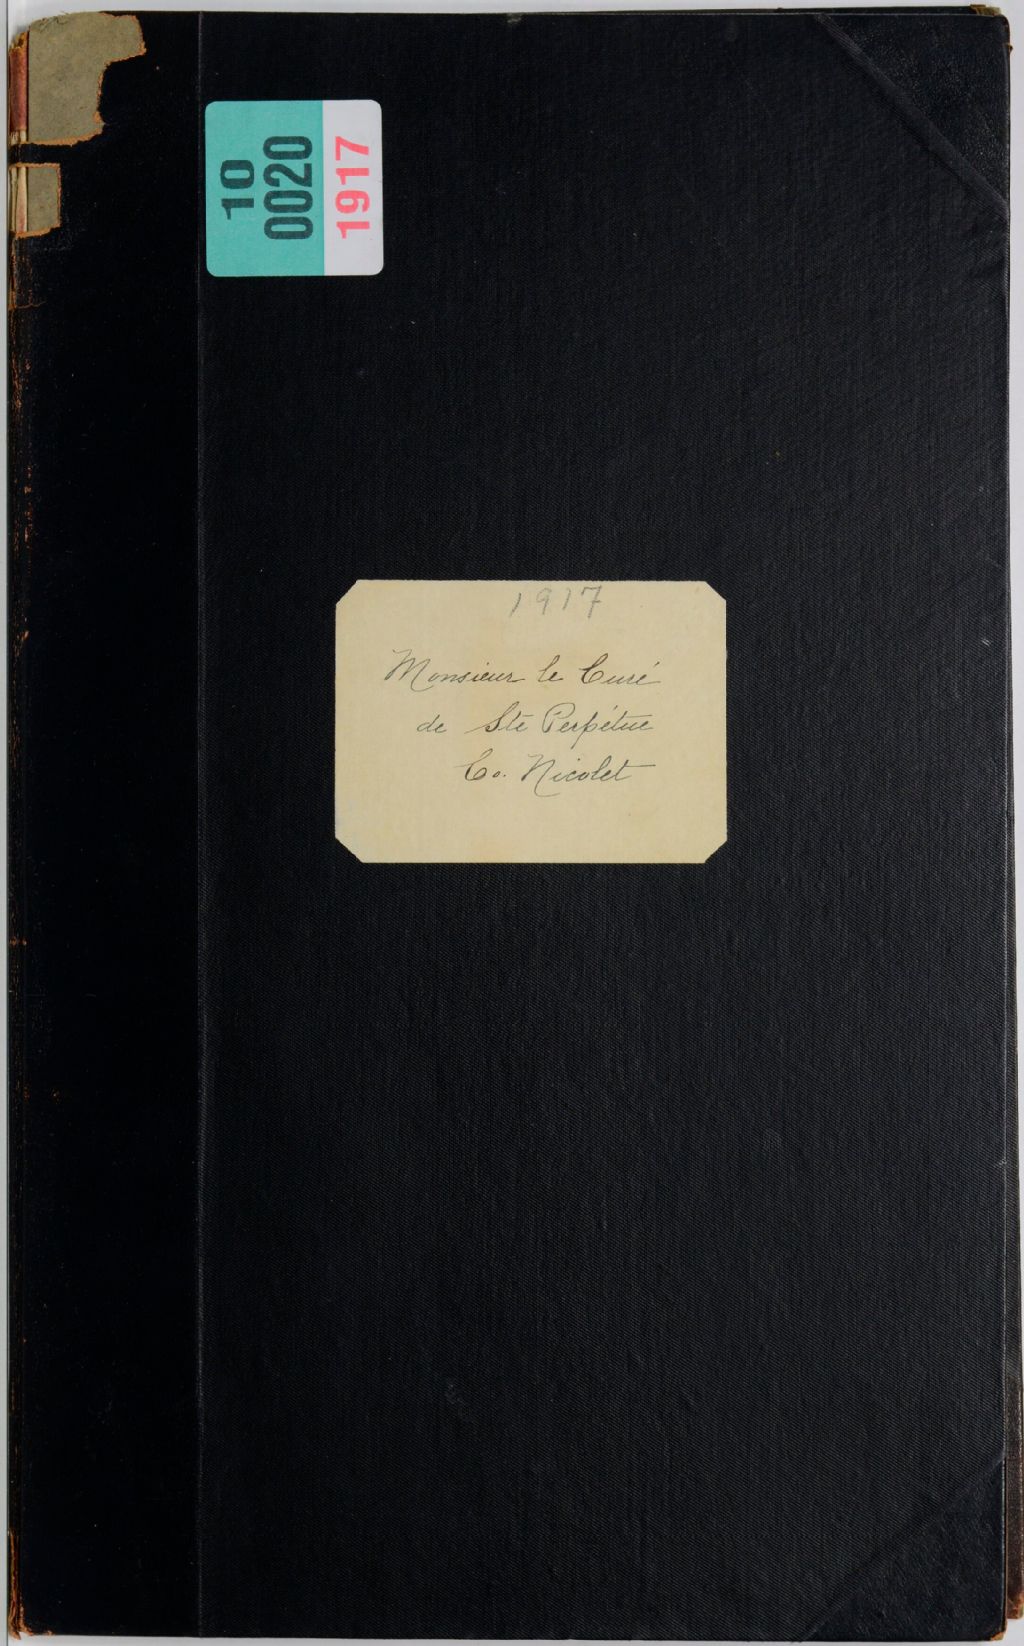 10
0020
1917
1917
Monsieur le Curé
de Ste Perpétue
Co. Nicolet